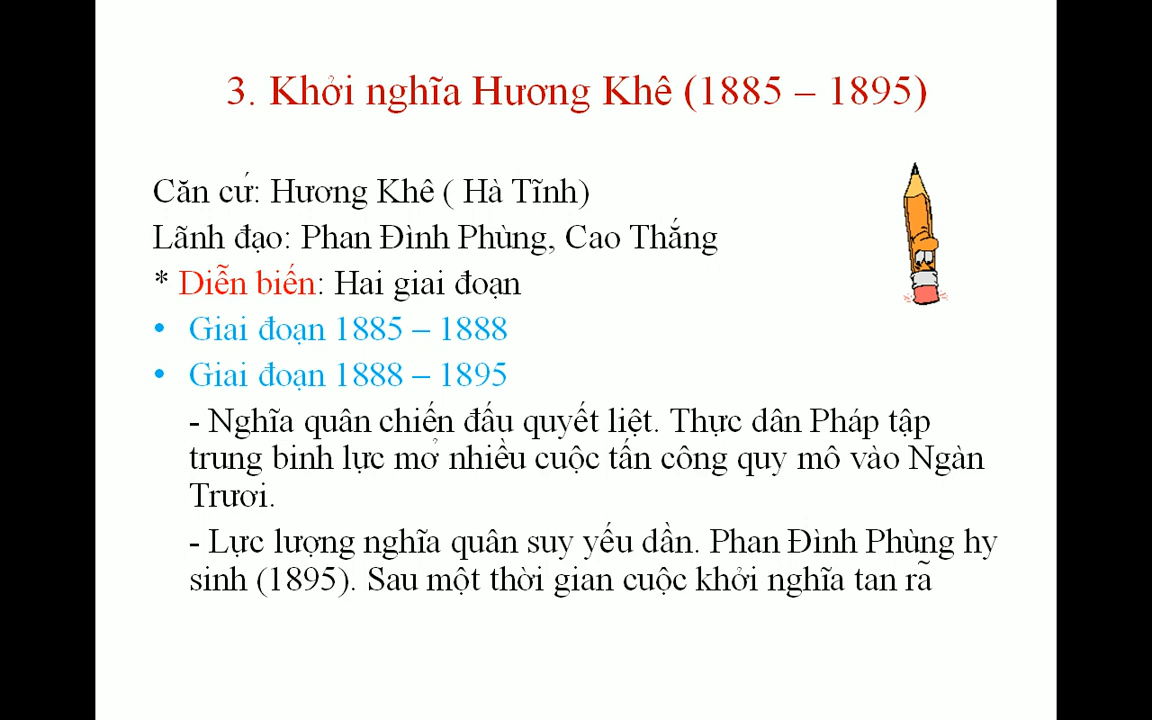 3. Khởi nghĩa Hương Khê (1885 – 1895)
Căn cứ: Hương Khê ( Hà Tĩnh)
Lãnh đạo: Phan Đình Phùng, Cao Thắng
* Diễn biến: Hai giai đoạn
• Giai đoạn 1885 – 1888
• Giai đoạn 1888 – 1895
- Nghĩa quân chiến đấu quyết liệt. Thực dân Pháp tập
trung binh lực mở nhiều cuộc tấn công quy mô vào Ngàn
Trươi.
- Lực lượng nghĩa quân suy yếu dần. Phan Đình Phùng hy
sinh (1895). Sau một thời gian cuộc khởi nghĩa tan rã